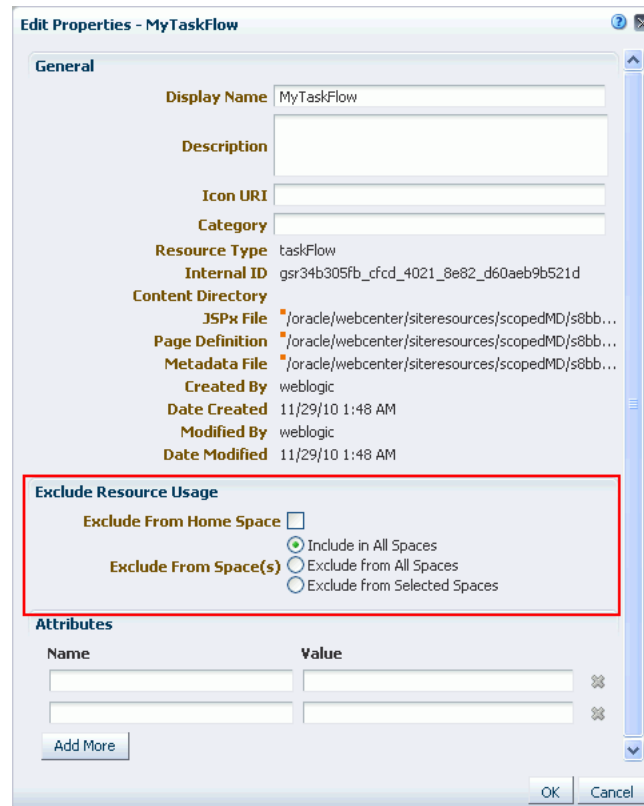 Edit Properties - MyTaskFlow
General
Display Name MyTaskFlow
Description
Icon URI
Category
Resource Type taskFlow
Internal ID gsr34b305fb_cfcd_4021_8e82_d60aeb9b521d
Content Directory
JSPx File "/oracle/webcenter/siteresources/scopedMD/s8bb...
Page Definition "/oracle/webcenter/siteresources/scopedMD/s8bb...
Metadata File "/oracle/webcenter/siteresources/scopedMD/s8bb...
Created By weblogic
Date Created 11/29/10 1:48 AM
Modified By weblogic
Date Modified 11/29/10 1:48 AM
Exclude Resource Usage
Exclude From Home Space
Include in All Spaces
Exclude From Space(s) Exclude from All Spaces
Exclude from Selected Spaces
Attributes
Name Value
Add More
OK Cancel